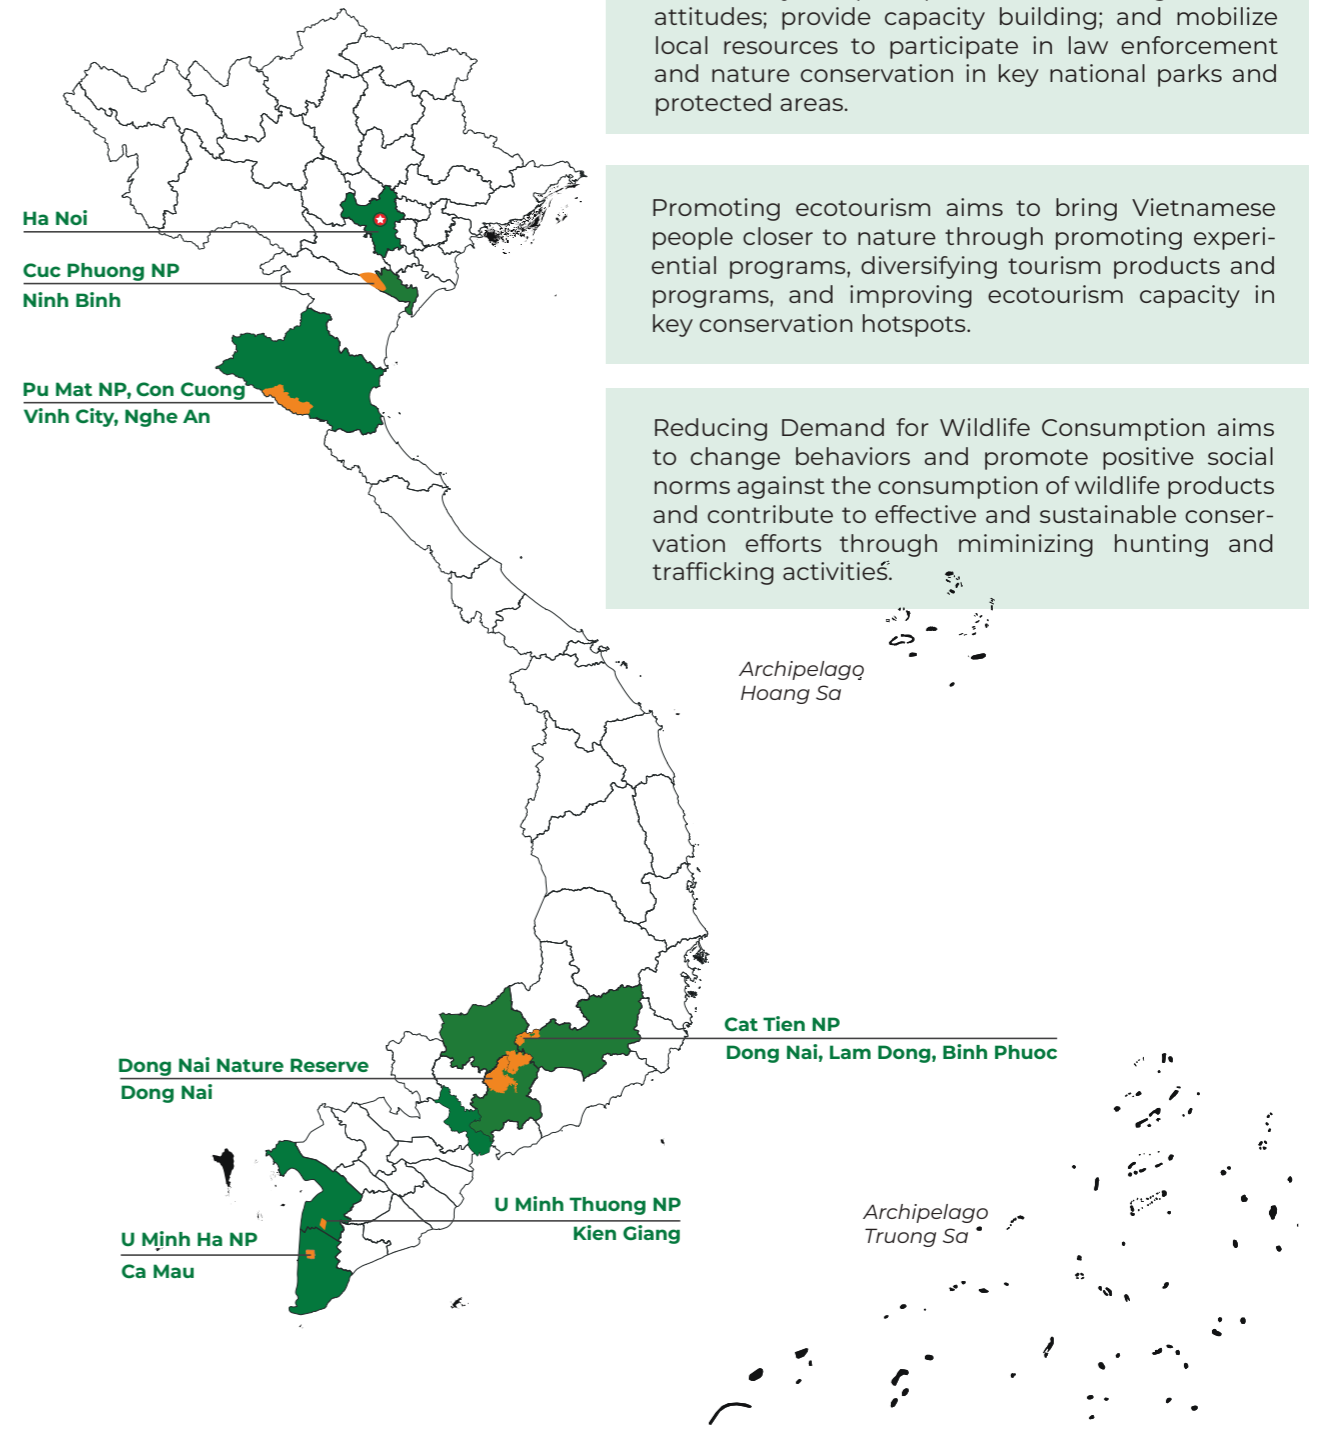 attitudes; provide capacity building; and mobilize
local resources to participate in law enforcement
and nature conservation in key national parks and
protected areas.
Promoting ecotourism aims to bring Vietnamese
people closer to nature through promoting experi-
ential programs, diversifying tourism products and
programs, and improving ecotourism capacity in
key conservation hotspots.
Reducing Demand for Wildlife Consumption aims
to change behaviors and promote positive social
norms against the consumption of wildlife products
and contribute to effective and sustainable conser-
vation efforts through miminizing hunting and
trafficking activities.
Ha Noi
Cuc Phuong NP
Ninh Binh
Pu Mat NP, Con Cuong
Vinh City, Nghe An
Archipelago
Hoang Sa
Cat Tien NP
Dong Nai, Lam Dong, Binh Phuoc
Dong Nai Nature Reserve
Dong Nai
U Minh Thuong NP
Kien Giang
U Minh Ha NP
Ca Mau
Archipelago
Truong Sa